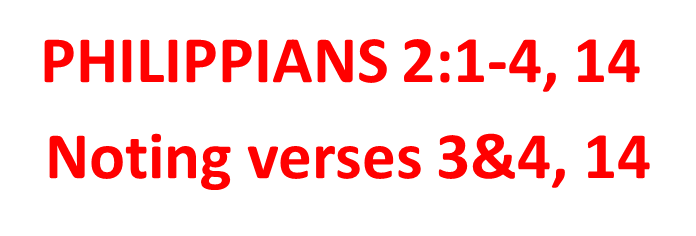 PHILIPPIANS 2:1-4, 14
Noting verses 3&4, 14